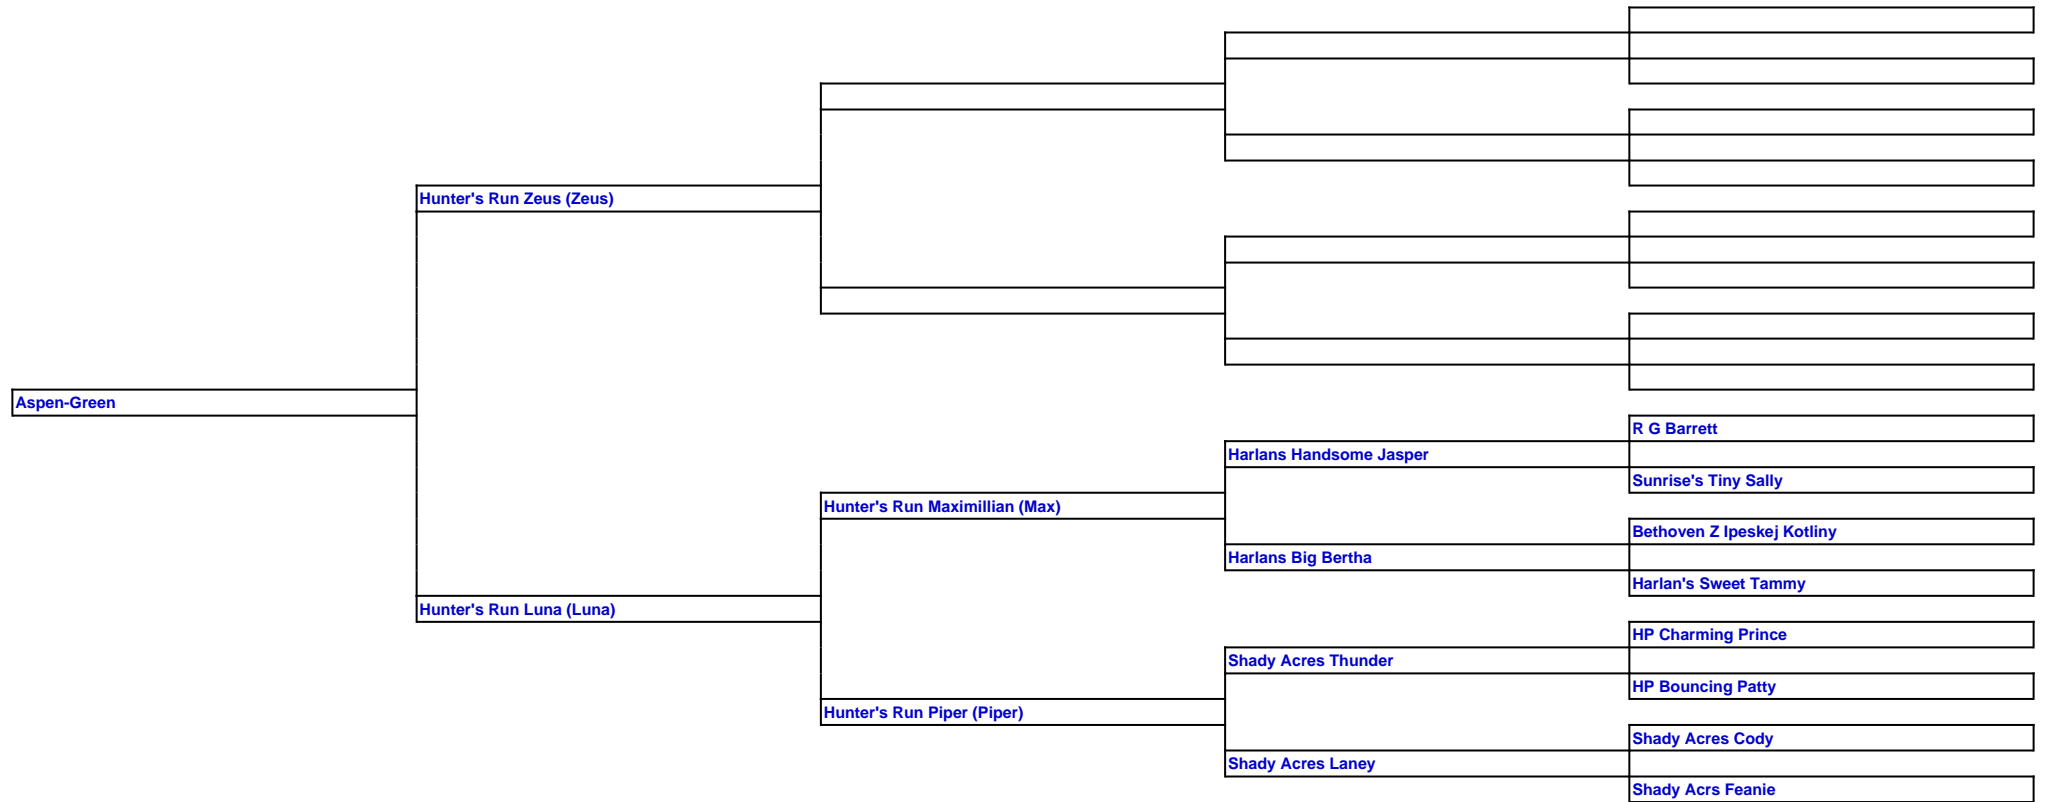 Hunter's Run Zeus (Zeus)
Aspen-Green
R G Barrett
Harlans Handsome Jasper
Sunrise's Tiny Sally
Hunter's Run Maximillian (Max)
Bethoven Z Ipeskej Kotliny
Harlans Big Bertha
Harlan's Sweet Tammy
Hunter's Run Luna (Luna)
HP Charming Prince
Shady Acres Thunder
HP Bouncing Patty
Hunter's Run Piper (Piper)
Shady Acres Cody
Shady Acres Laney
Shady Acrs Feanie